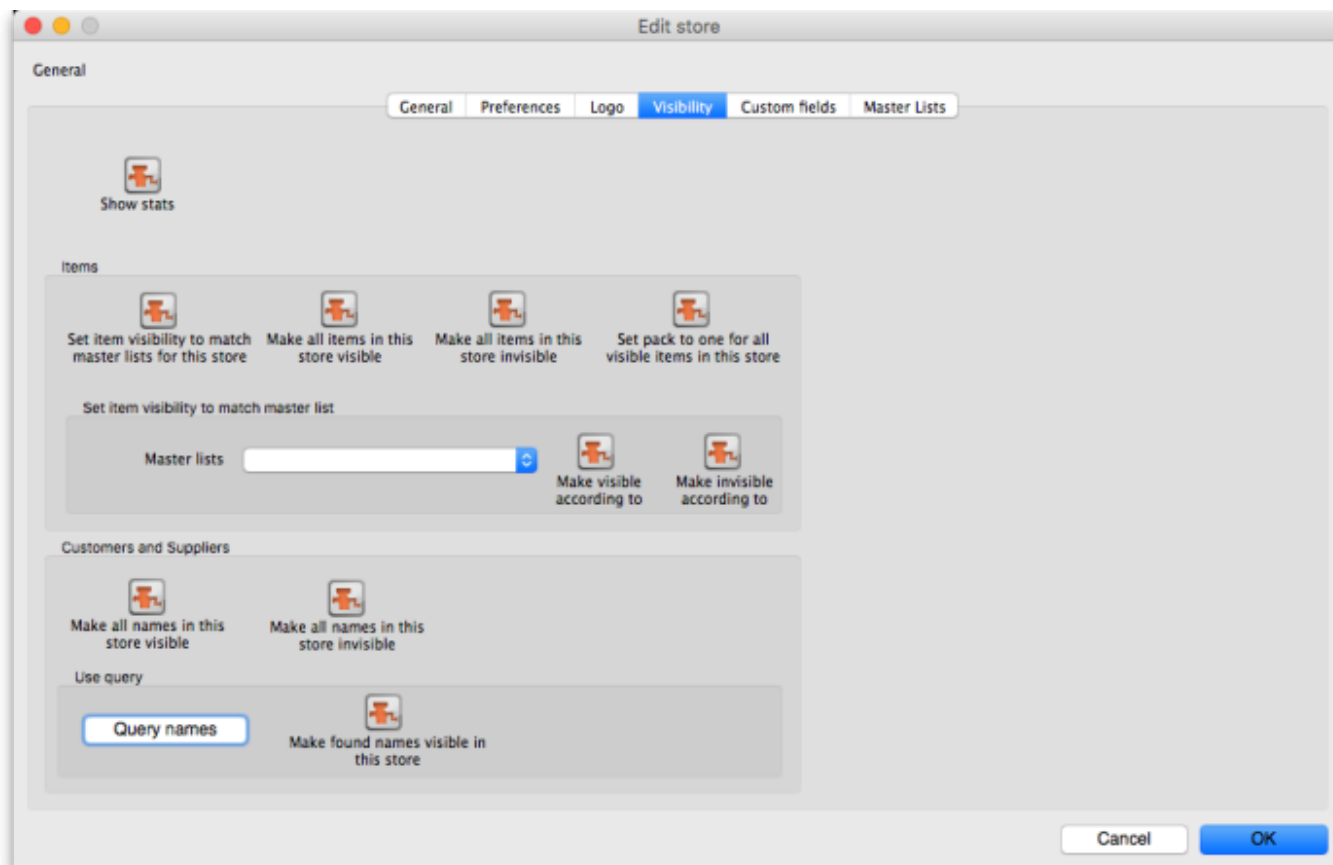 Edit store
General
General Preferences Logo Visibility Custom fields Master Lists
Show stats
Items
Set item visibility to match
master lists for this store
Make all items in this
store visible
Make all items in this
store invisible
Set pack to one for all
visible items in this store
Set item visibility to match master list
Master lists
Make visible
according to
Make invisible
according to
Customers and Suppliers
Make all names in this
store visible
Make all names in this
store invisible
Use query
Query names
Make found names visible in
this store
Cancel OK